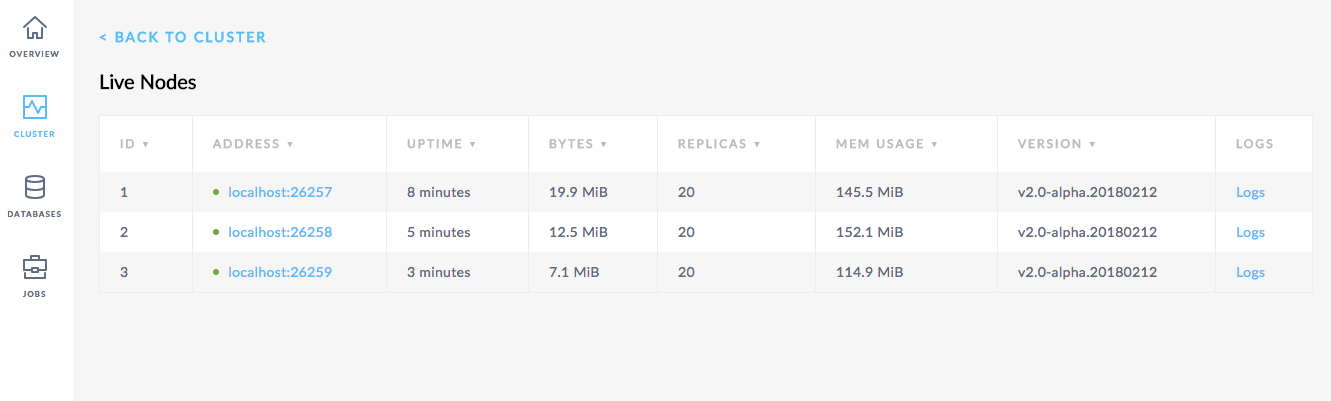 OVERVIEW
CLUSTER
DATABASES
JOBS
< BACK TO CLUSTER
Live Nodes
ID ▼ ADDRESS ▼ UPTIME ▼ BYTES ▼ REPLICAS ▼ MEM USAGE ▼ VERSION ▼ LOGS
1 localhost:26257 8 minutes 19.9 MiB 20 145.5 MiB v2.0-alpha.20180212 Logs
2 localhost:26258 5 minutes 12.5 MiB 20 152.1 MiB v2.0-alpha.20180212 Logs
3 localhost:26259 3 minutes 7.1 MiB 20 114.9 MiB v2.0-alpha.20180212 Logs